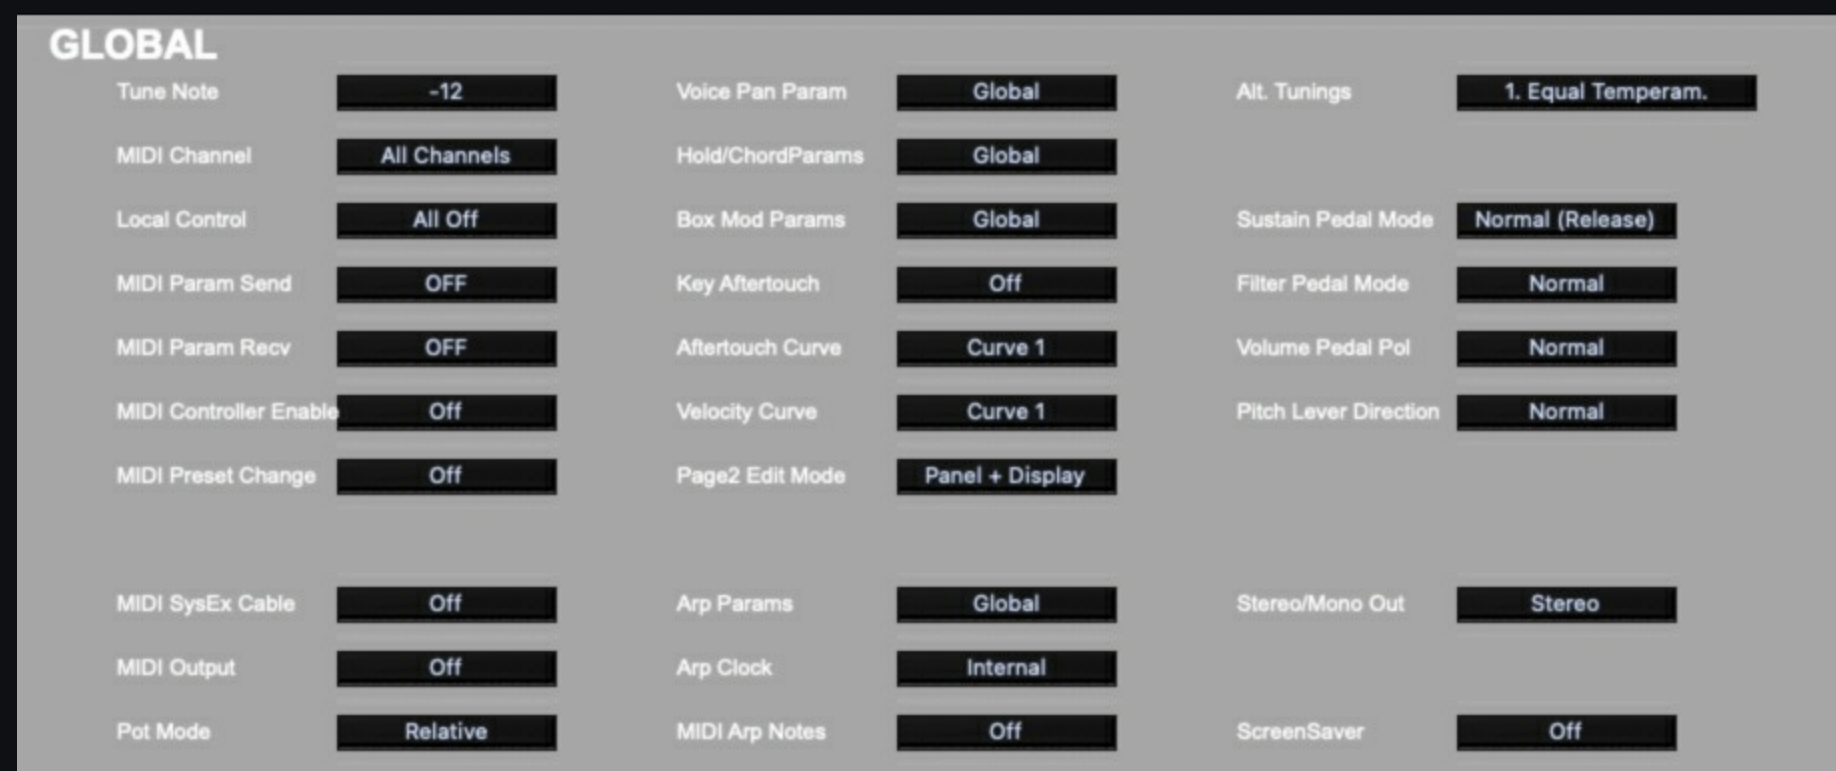 GLOBAL
Tune Note -12 Voice Pan Param Global Alt. Tunings 1. Equal Temperam.
MIDI Channel All Channels Hold/ChordParams Global
Local Control All Off Box Mod Params Global Sustain Pedal Mode Normal (Release)
MIDI Param Send OFF Key Aftertouch Off Filter Pedal Mode Normal
MIDI Param Recv OFF Aftertouch Curve Curve 1 Volume Pedal Pol Normal
MIDI Controller Enable Off Velocity Curve Curve 1 Pitch Lever Direction Normal
MIDI Preset Change Off Page2 Edit Mode Panel + Display
MIDI SysEx Cable Off Arp Params Global Stereo/Mono Out Stereo
MIDI Output Off Arp Clock Internal
Pot Mode Relative MIDI Arp Notes Off ScreenSaver Off